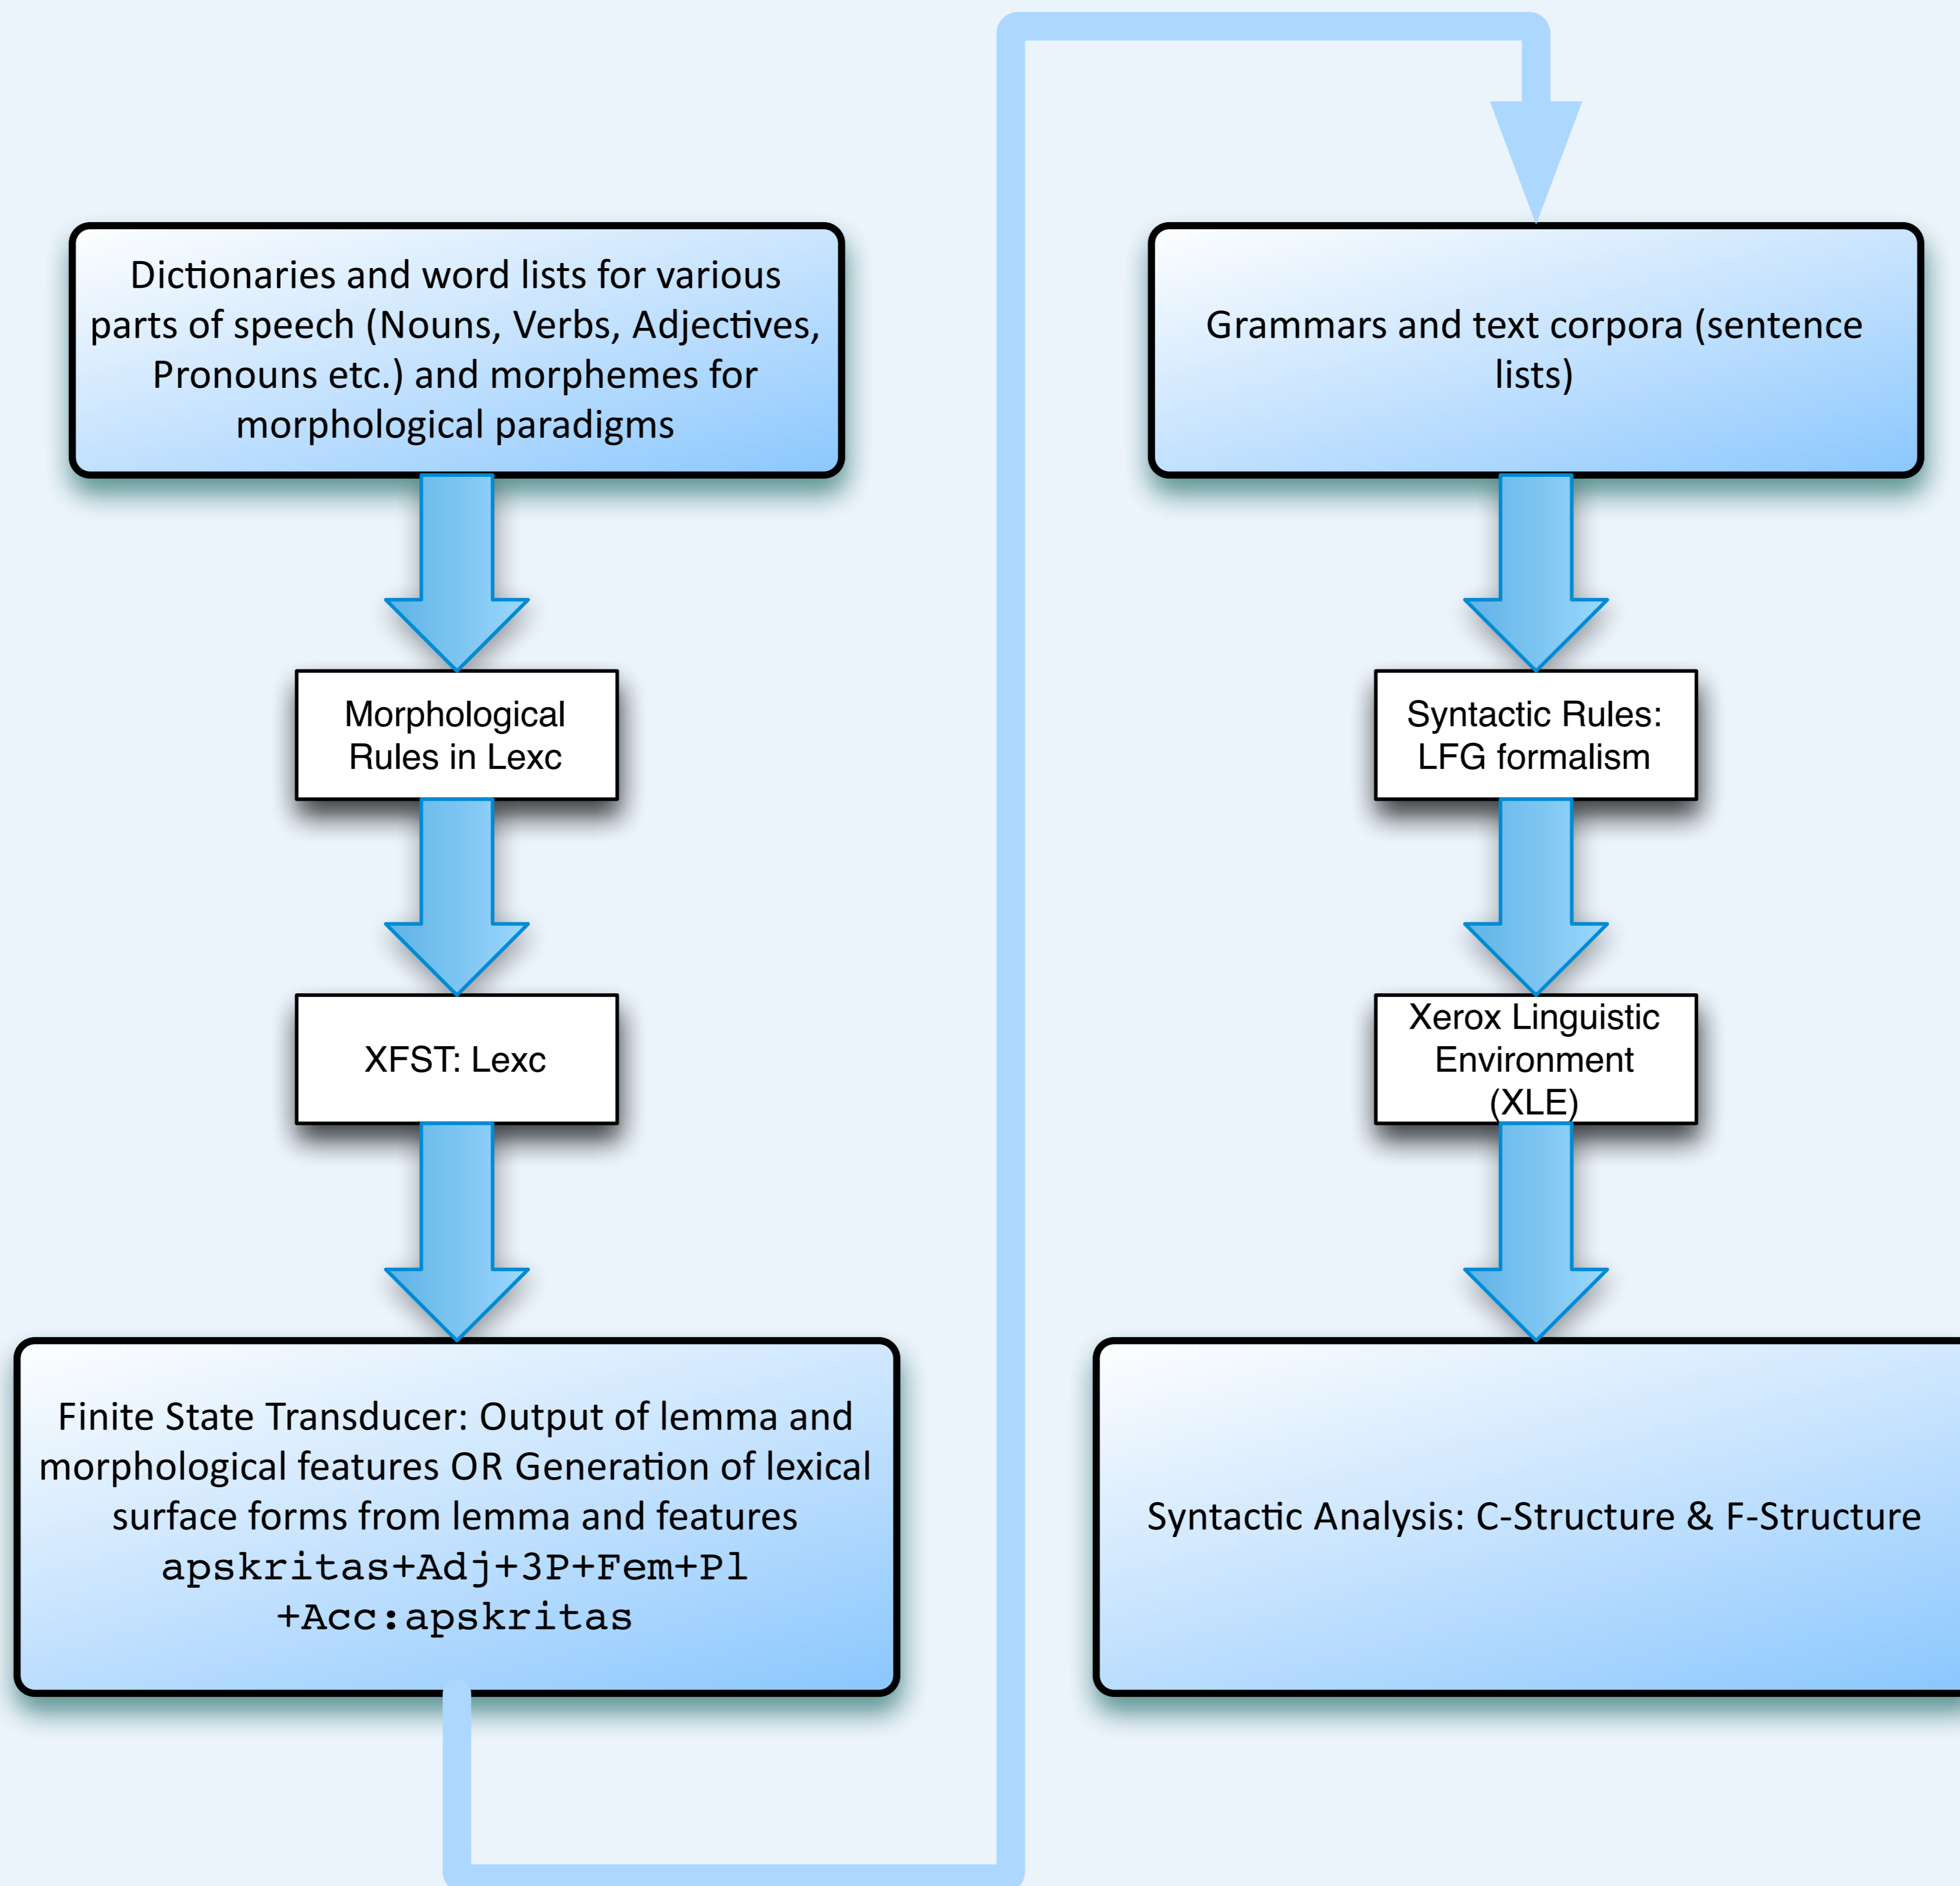 Dictionaries and word lists for various
parts of speech (Nouns, Verbs, Adjectives,
Pronouns etc.) and morphemes for
morphological paradigms
Morphological
Rules in Lexc
XFST: Lexc
Finite State Transducer: Output of lemma and
morphological features OR Generation of lexical
surface forms from lemma and features
apskritas+Adj+3P+Fem+Pl
+Acc:apskritas
Grammars and text corpora (sentence
lists)
Syntactic Rules:
LFG formalism
Xerox Linguistic
Environment
(XLE)
Syntactic Analysis: C-Structure & F-Structure